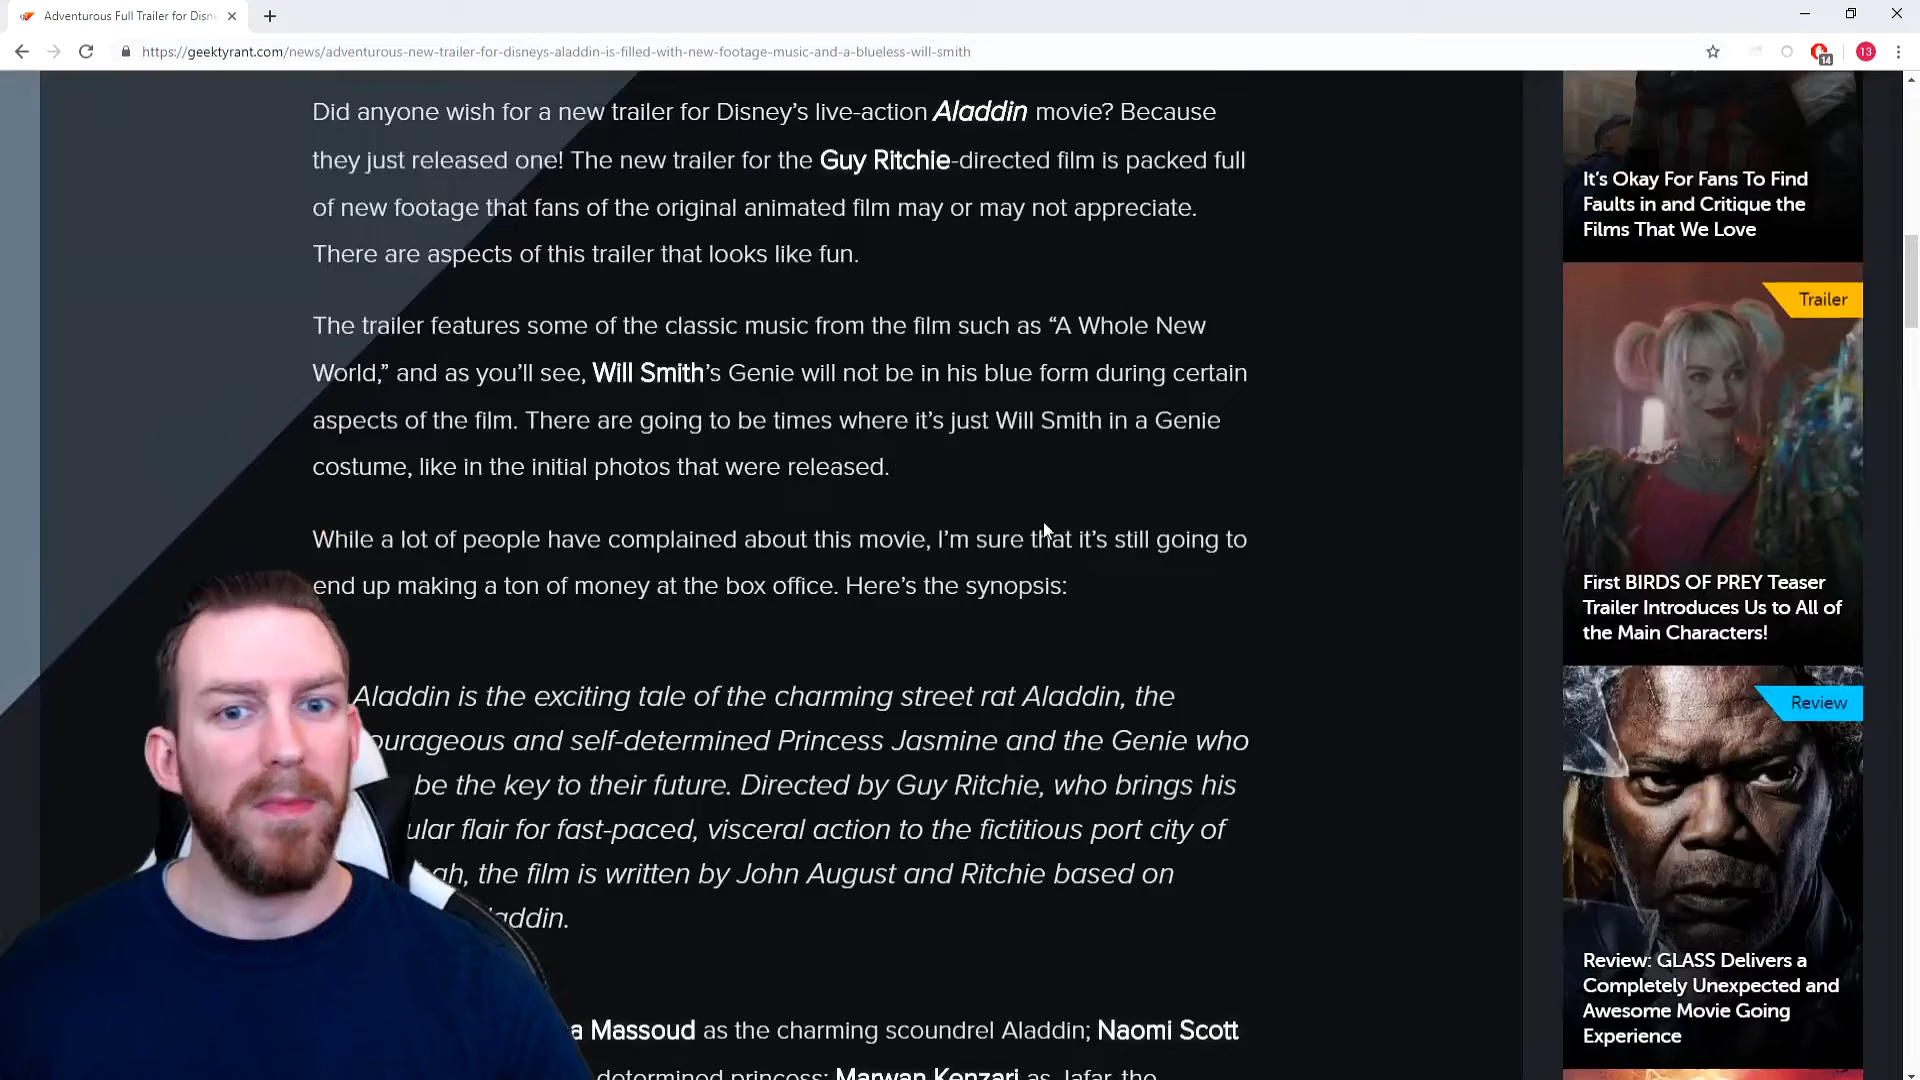 Adventurous Full Trailer for Disne
https://geektyrant.com/news/adventurous-new-trailer-for-disneys-aladdin-is-filled-with-new-footage-music-and-a-blueless-will-smith
14
13
Did anyone wish for a new trailer for Disney’s live-action Aladdin movie? Because
they just released one! The new trailer for the Guy Ritchie-directed film is packed full
of new footage that fans of the original animated film may or may not appreciate.
There are aspects of this trailer that looks like fun.
The trailer features some of the classic music from the film such as “A Whole New
World,” and as you’ll see, Will Smith’s Genie will not be in his blue form during certain
aspects of the film. There are going to be times where it’s just Will Smith in a Genie
costume, like in the initial photos that were released.
While a lot of people have complained about this movie, I’m sure that it’s still going to
end up making a ton of money at the box office. Here’s the synopsis:
Aladdin is the exciting tale of the charming street rat Aladdin, the
ourageous and self-determined Princess Jasmine and the Genie who
be the key to their future. Directed by Guy Ritchie, who brings his
ular flair for fast-paced, visceral action to the fictitious port city of
ah, the film is written by John August and Ritchie based on
addin.
a Massoud as the charming scoundrel Aladdin; Naomi Scott
determined princess; Marwan Kenzari as Jafar, the
It’s Okay For Fans To Find
Faults in and Critique the
Films That We Love
Trailer
First BIRDS OF PREY Teaser
Trailer Introduces Us to All of
the Main Characters!
Review
Review: GLASS Delivers a
Completely Unexpected and
Awesome Movie Going
Experience